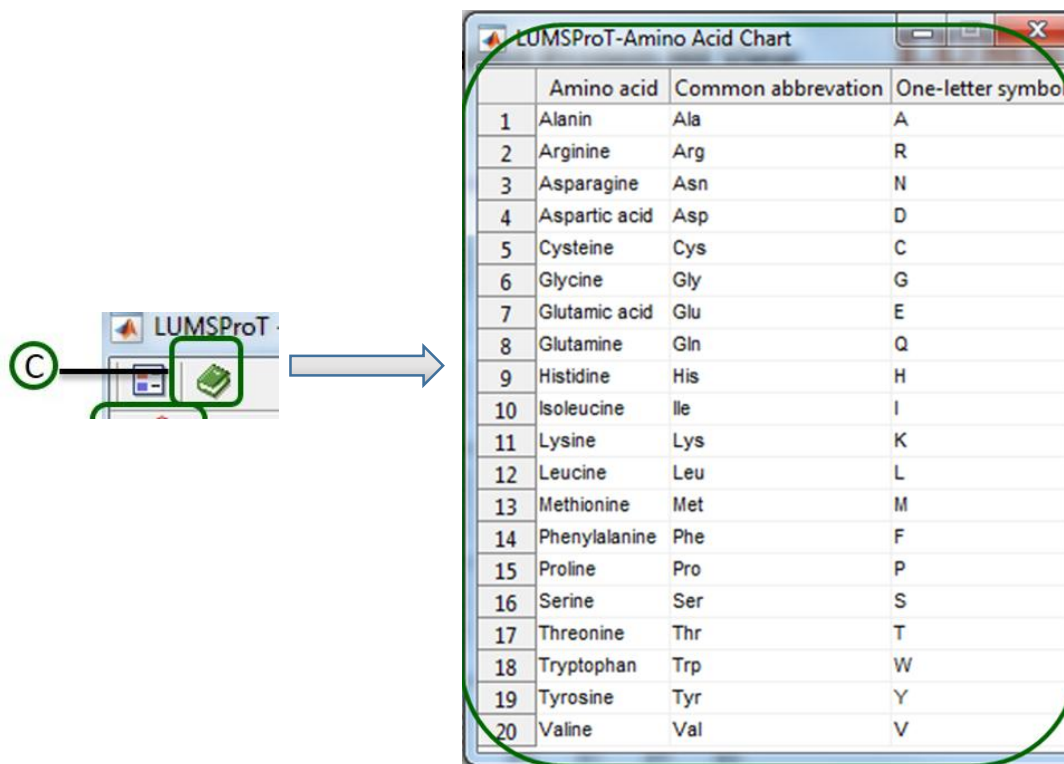 C
LUMSProT -
LUMSProT-Amino Acid Chart
Amino acid Common abbrevation One-letter symbol
1 Alanin Ala A
2 Arginine Arg R
3 Asparagine Asn N
4 Aspartic acid Asp D
5 Cysteine Cys C
6 Glycine Gly G
7 Glutamic acid Glu E
8 Glutamine Gln Q
9 Histidine His H
10 Isoleucine Ile I
11 Lysine Lys K
12 Leucine Leu L
13 Methionine Met M
14 Phenylalanine Phe F
15 Proline Pro P
16 Serine Ser S
17 Threonine Thr T
18 Tryptophan Trp W
19 Tyrosine Tyr Y
20 Valine Val V